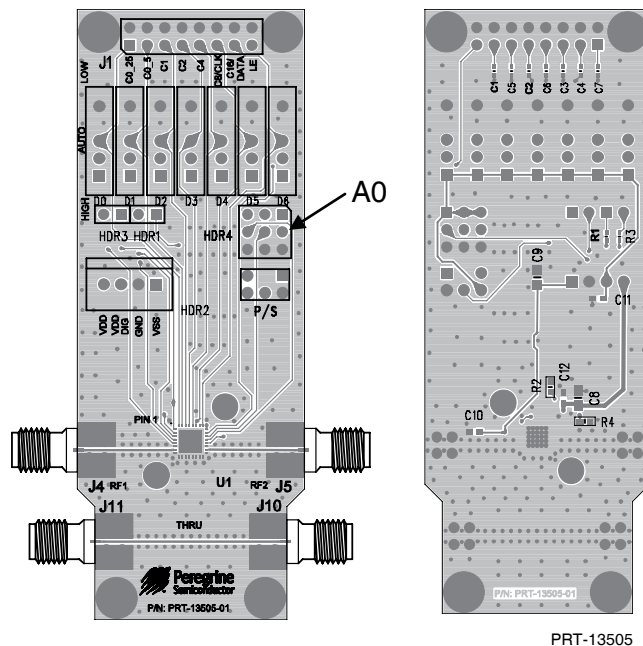 J1
LOW
C0_25
C0_5
C1
C2
C4
C8/CLK
C16/
DATA
LE
AUTO
HIGH
D0
D1
D2
D3
D4
D5
D6
HDR3
HDR1
HDR4
A0
HDR2
P/S
VDD
VDD
DIG
GND
VSS
PIN 1
J4
RF1
U1
RF2
J5
J11
J10
THRU
Peregrine
Semiconductor
P/N: PRT-13505-01
C1
C5
C2
C6
C3
C4
C7
R1
R3
C9
C11
C12
R2
C8
C10
R4
P/N: PRT-13505-01
PRT-13505